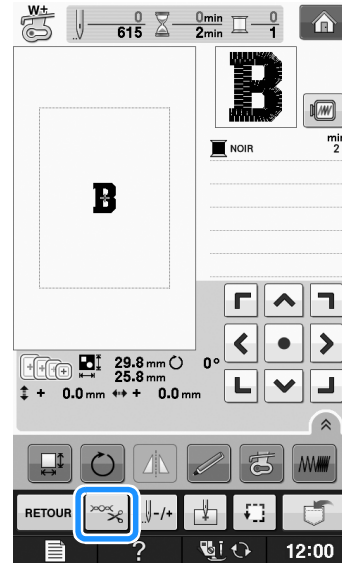 W+
0
615
0min
2min
0
1
B
B
NOIR
min
2
29.8 mm 0°
25.8 mm
+ 0.0 mm + 0.0 mm
RETOUR
-/+
?
12:00